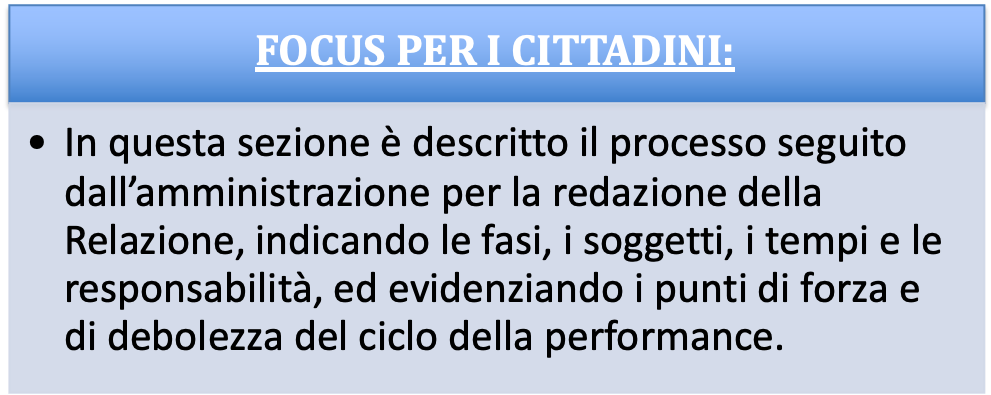 FOCUS PER I CITTADINI:
• In questa sezione è descritto il processo seguito
dall’amministrazione per la redazione della
Relazione, indicando le fasi, i soggetti, i tempi e le
responsabilità, ed evidenziando i punti di forza e
di debolezza del ciclo della performance.